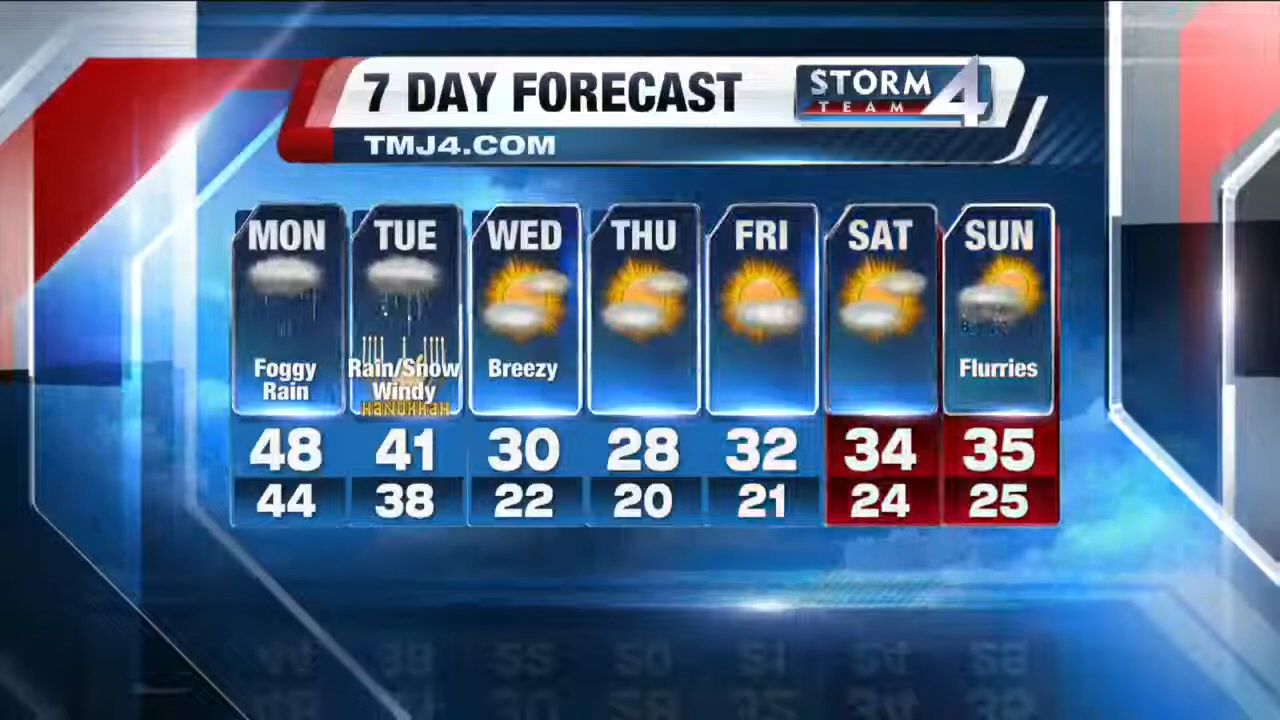 7 DAY FORECAST
STORM
TEAM 4
TMJ4.COM
MON TUE WED THU FRI SAT SUN
Foggy
Rain
Rain/Snow
Windy
HANUKKAH
Breezy
Flurries
48 41 30 28 32 34 35
44 38 22 20 21 24 25